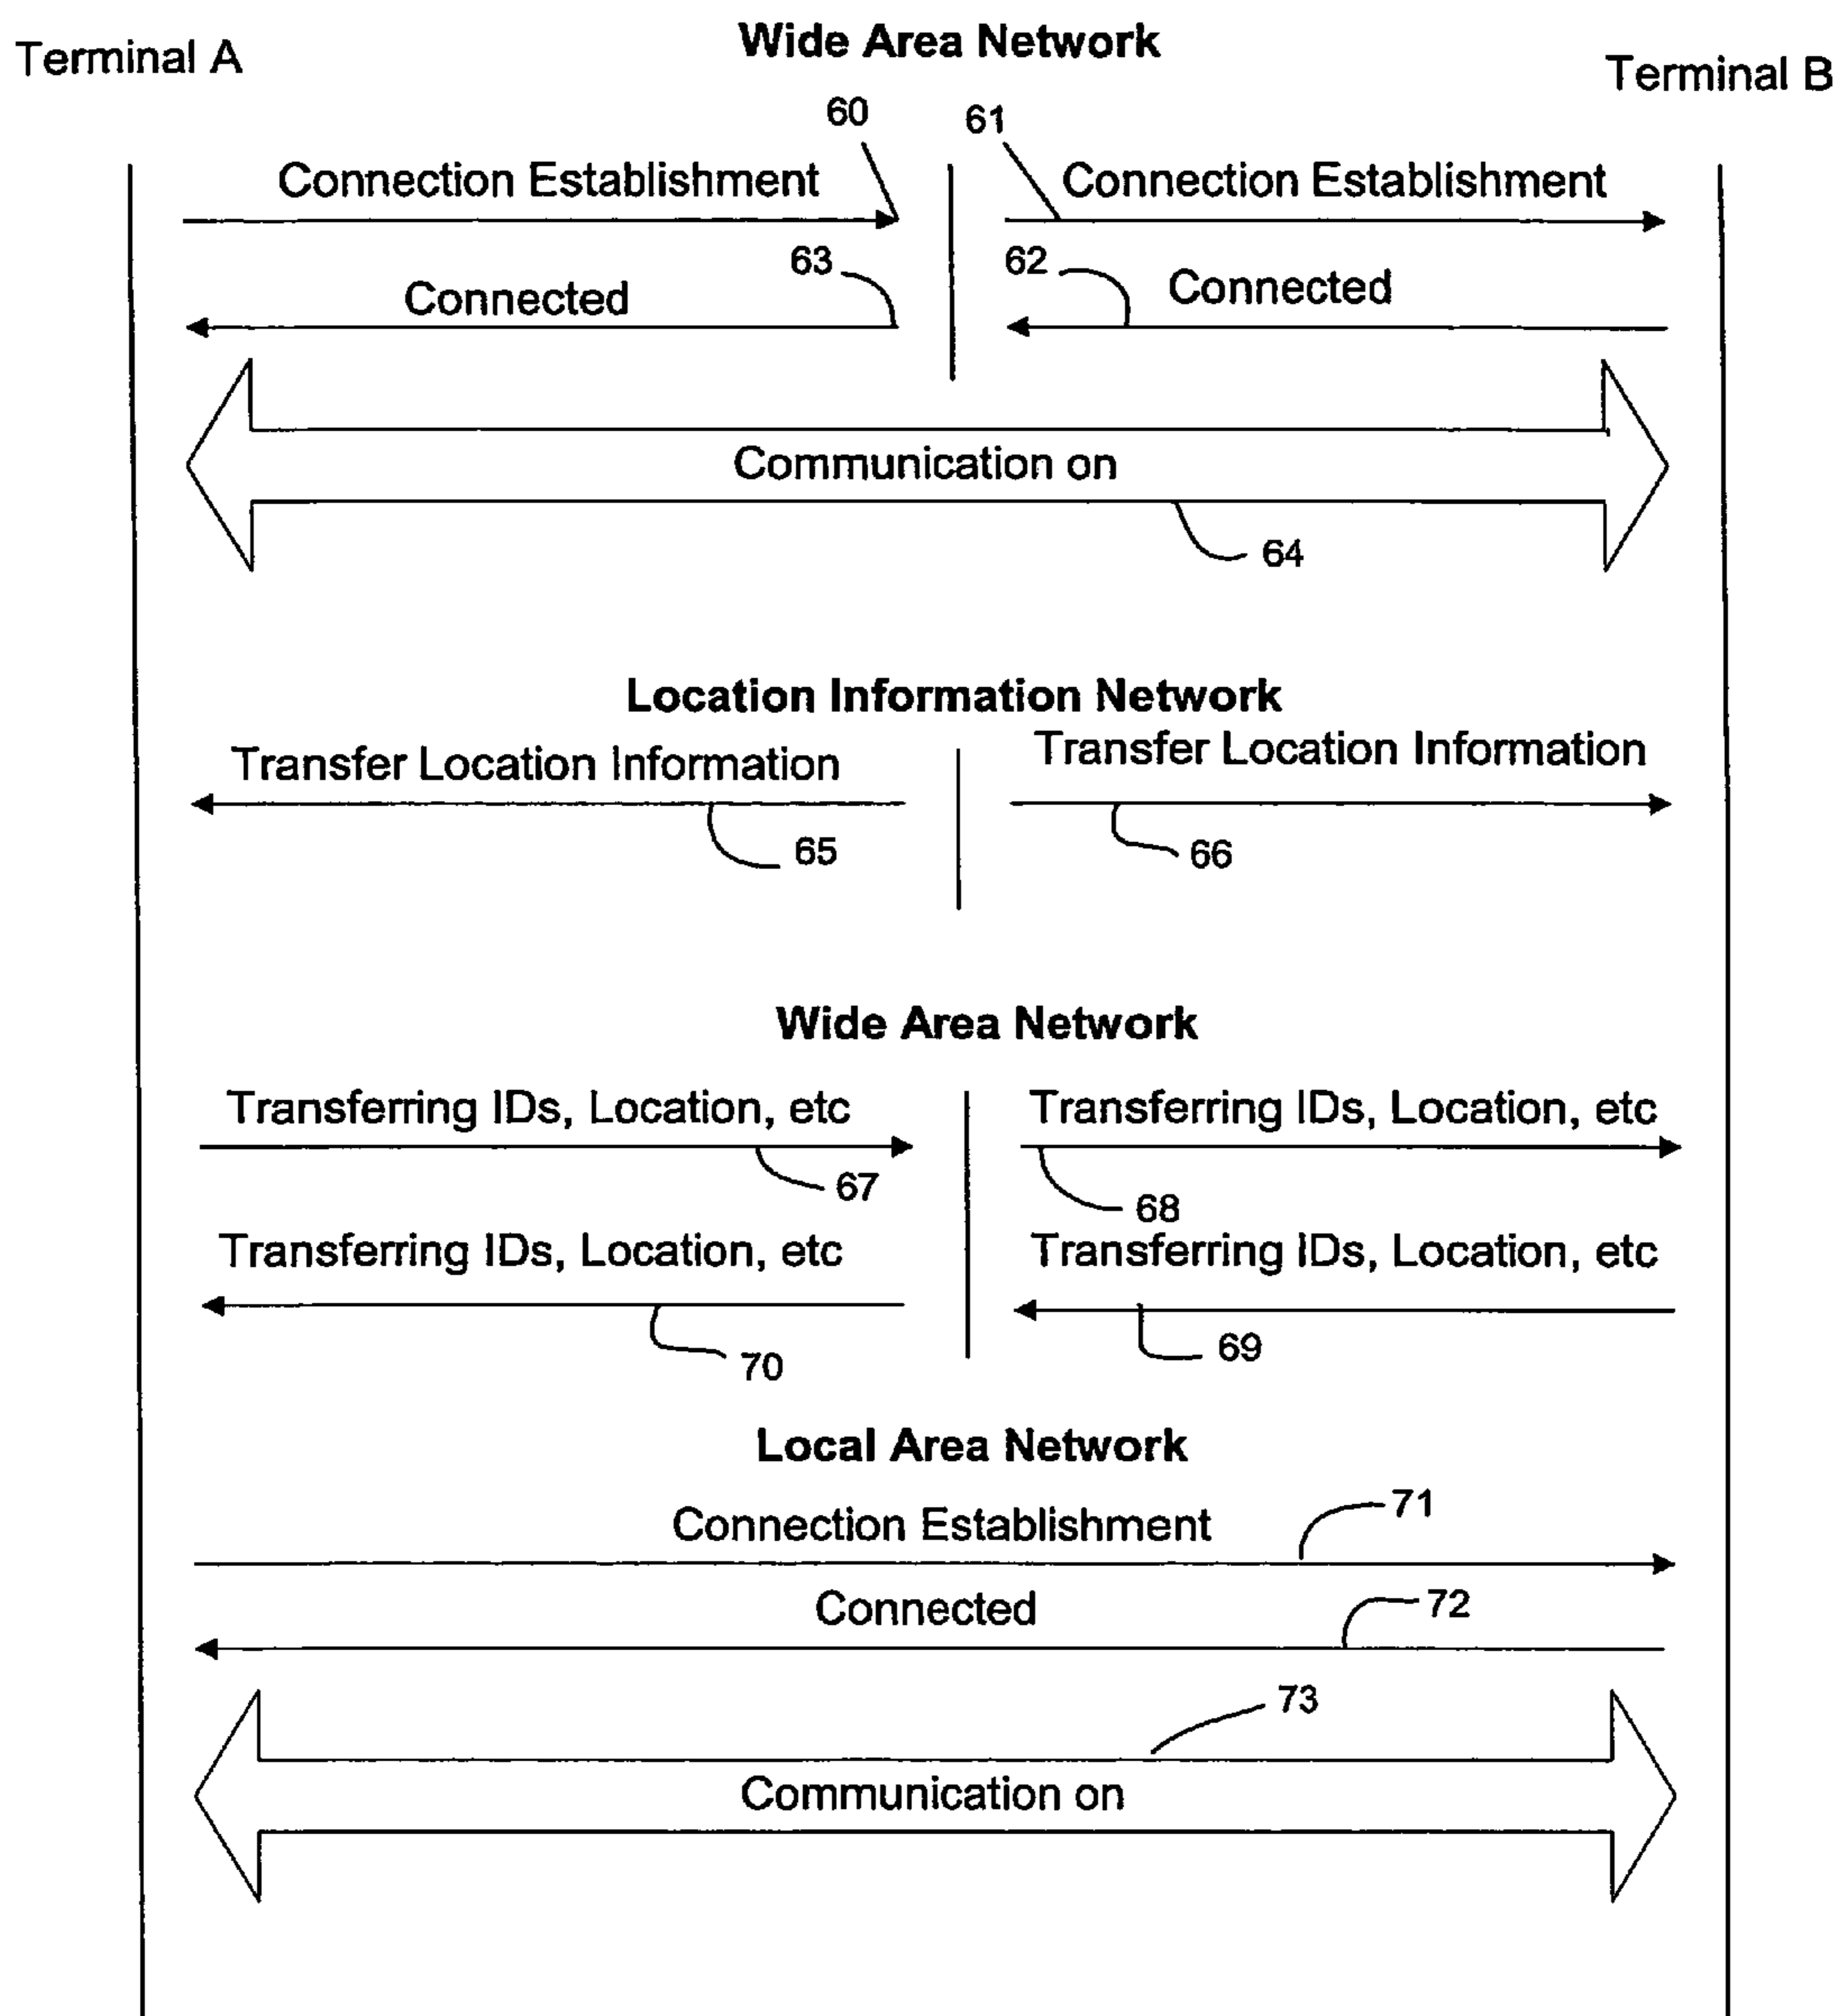 Wide Area Network
Terminal A
Terminal B
60
61
Connection Establishment
Connection Establishment
63
62
Connected
Connected
Communication on
64
Location Information Network
Transfer Location Information
Transfer Location Information
65
66
Wide Area Network
Transferring IDs, Location, etc
Transferring IDs, Location, etc
67
68
Transferring IDs, Location, etc
Transferring IDs, Location, etc
70
69
Local Area Network
Connection Establishment
71
Connected
72
73
Communication on